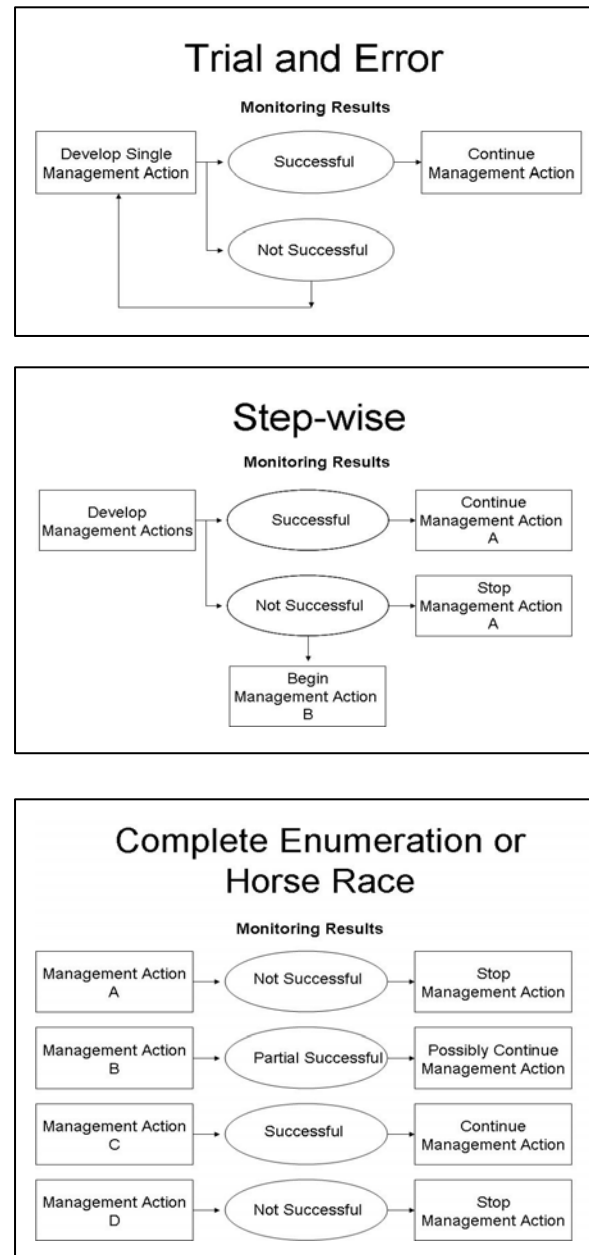 Trial and Error
Monitoring Results
Develop Single
Management Action
Successful
Continue
Management Action
Not Successful
Step-wise
Monitoring Results
Develop
Management Actions
Successful
Continue
Management Action
A
Not Successful
Stop
Management Action
A
Begin
Management Action
B
Complete Enumeration or
Horse Race
Monitoring Results
Management Action
A
Not Successful
Stop
Management Action
Management Action
B
Partial Successful
Possibly Continue
Management Action
Management Action
C
Successful
Continue
Management Action
Management Action
D
Not Successful
Stop
Management Action